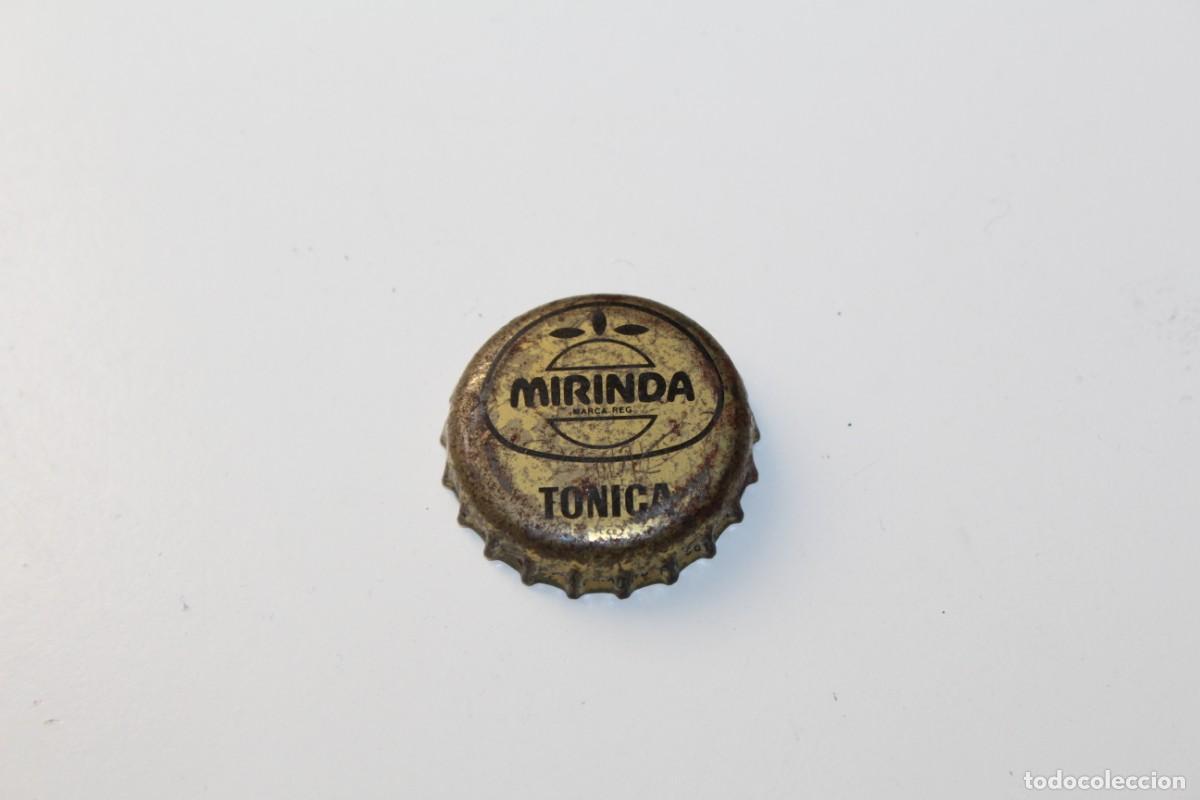 MIRINDA
MARCA REG.
TONICA
todocoleccion